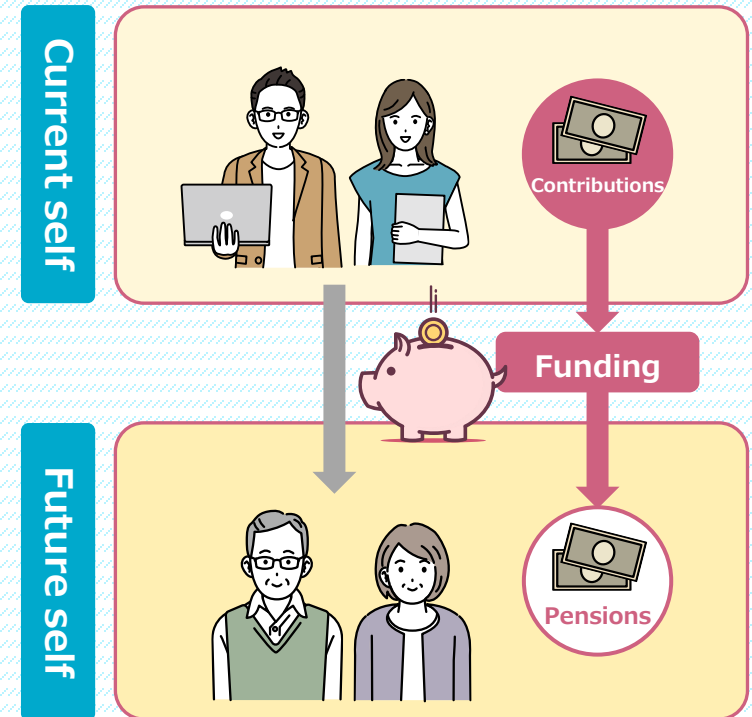 Current self
Contributions
Funding
Future self
Pensions